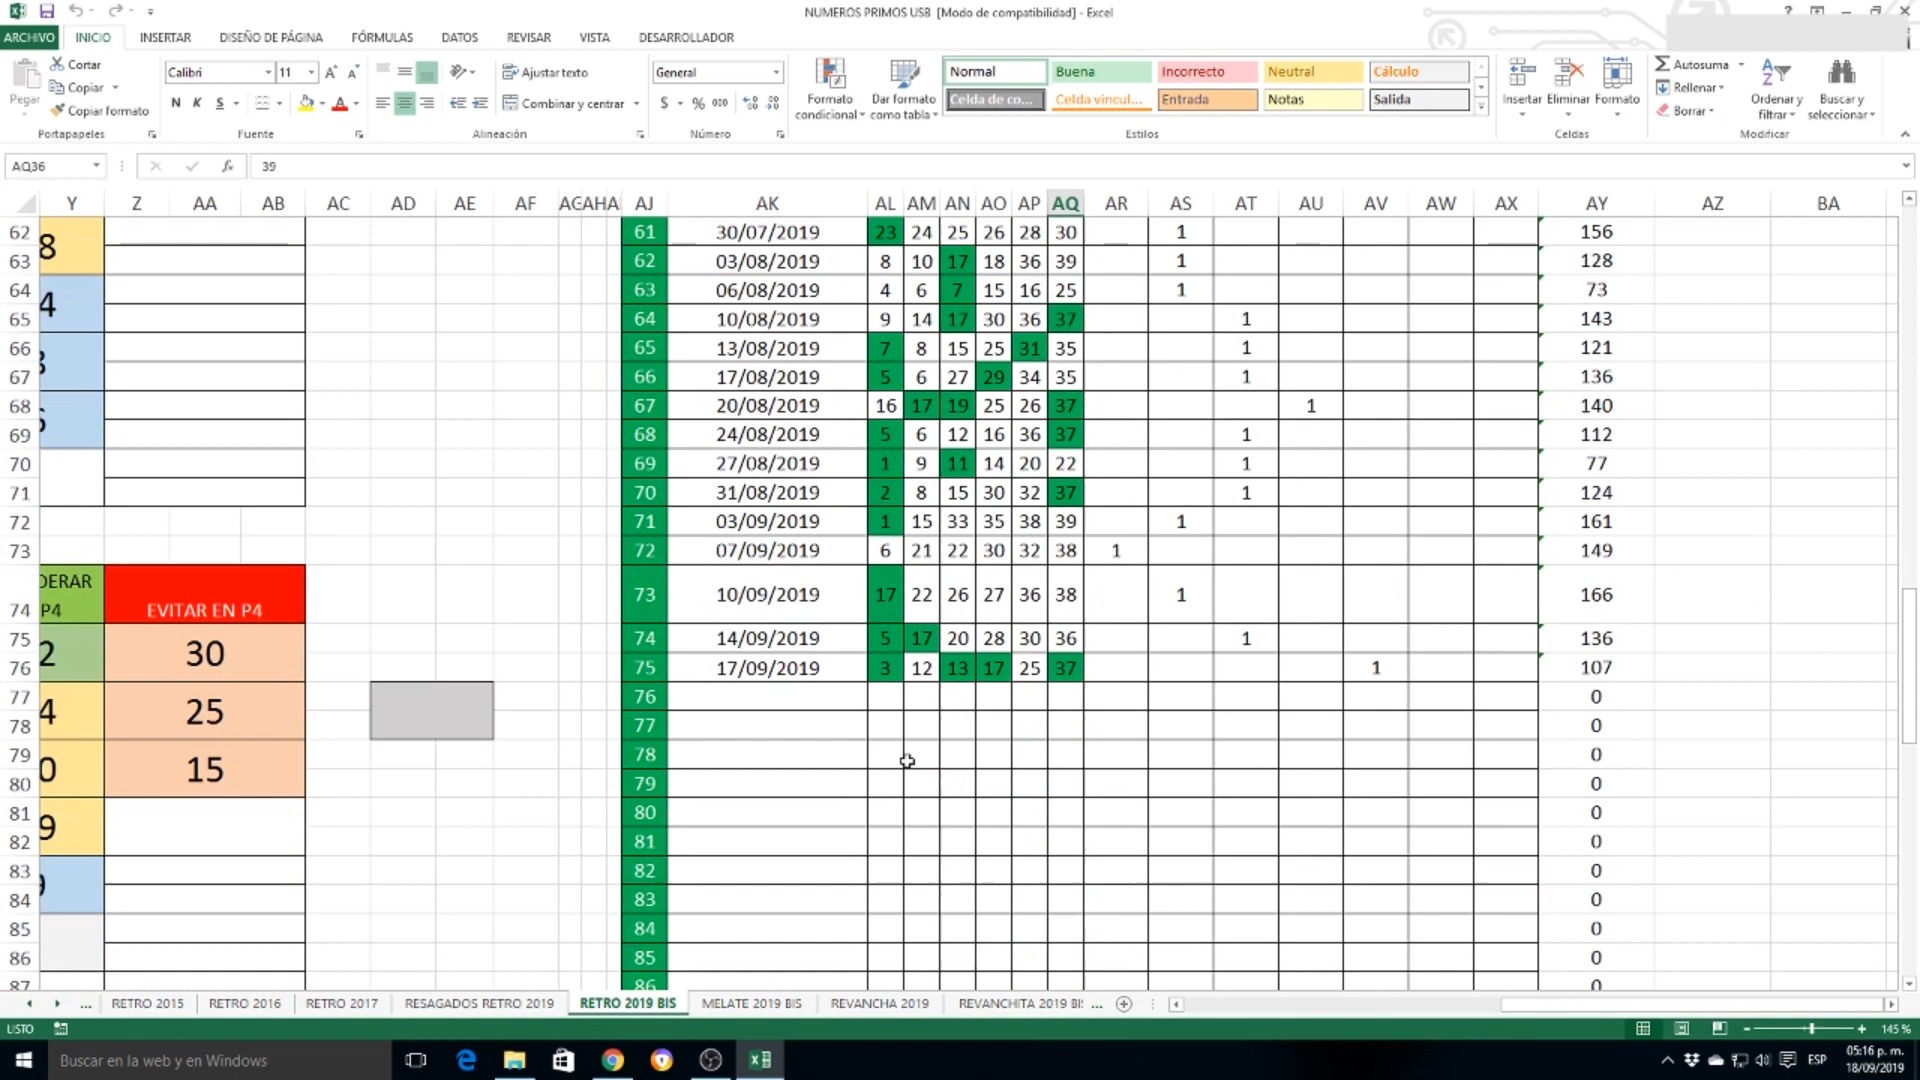 NUMEROS PRIMOS USB [Modo de compatibilidad] - Excel
ARCHIVO INICIO INSERTAR DISEÑO DE PÁGINA FÓRMULAS DATOS REVISAR VISTA DESARROLLADOR
Pegar
Cortar
Copiar
Copiar formato
Portapapeles
Calibri 11
N K S
Fuente
Ajustar texto
Combinar y centrar
Alineación
General
$ % 000
Número
Formato condicional
Dar formato como tabla
Normal Buena Incorrecto Neutral Cálculo
Celda de co... Celda vincul... Entrada Notas Salida
Estilos
Insertar Eliminar Formato
Celdas
Autosuma
Rellenar
Borrar
Ordenar y filtrar
Buscar y seleccionar
Modificar
AQ36 fx 39
Y Z AA AB AC AD AE AF AJ AK AL AM AN AO AP AQ AR AS AT AU AV AW AX AY AZ BA
62 8 61 30/07/2019 23 24 25 26 28 30 1 156
63 62 03/08/2019 8 10 17 18 36 39 1 128
64 4 63 06/08/2019 4 6 7 15 16 25 1 73
65 64 10/08/2019 9 14 17 30 36 37 1 143
66 65 13/08/2019 7 8 15 25 31 35 1 121
67 66 17/08/2019 5 6 27 29 34 35 1 136
68 67 20/08/2019 16 17 19 25 26 37 1 140
69 68 24/08/2019 5 6 12 16 36 37 1 112
70 69 27/08/2019 1 9 11 14 20 22 1 77
71 70 31/08/2019 2 8 15 30 32 37 1 124
72 71 03/09/2019 1 15 33 35 38 39 1 161
73 72 07/09/2019 6 21 22 30 32 38 1 149
74 DERAR P4 EVITAR EN P4 73 10/09/2019 17 22 26 27 36 38 1 166
75 2 30 74 14/09/2019 5 17 20 28 30 36 1 136
76 75 17/09/2019 3 12 13 17 25 37 1 107
77 4 25 76 0
78 77 0
79 0 15 78 0
80 79 0
81 9 80 0
82 81 0
83 82 0
84 83 0
85 84 0
86 85 0
87 86 0
... RETRO 2015 RETRO 2016 RETRO 2017 RESAGADOS RETRO 2019 RETRO 2019 BIS MELATE 2019 BIS REVANCHA 2019 REVANCHITA 2019 BI: ...
LISTO 145 %
Buscar en la web y en Windows
ESP
05:16 p. m.
18/09/2019